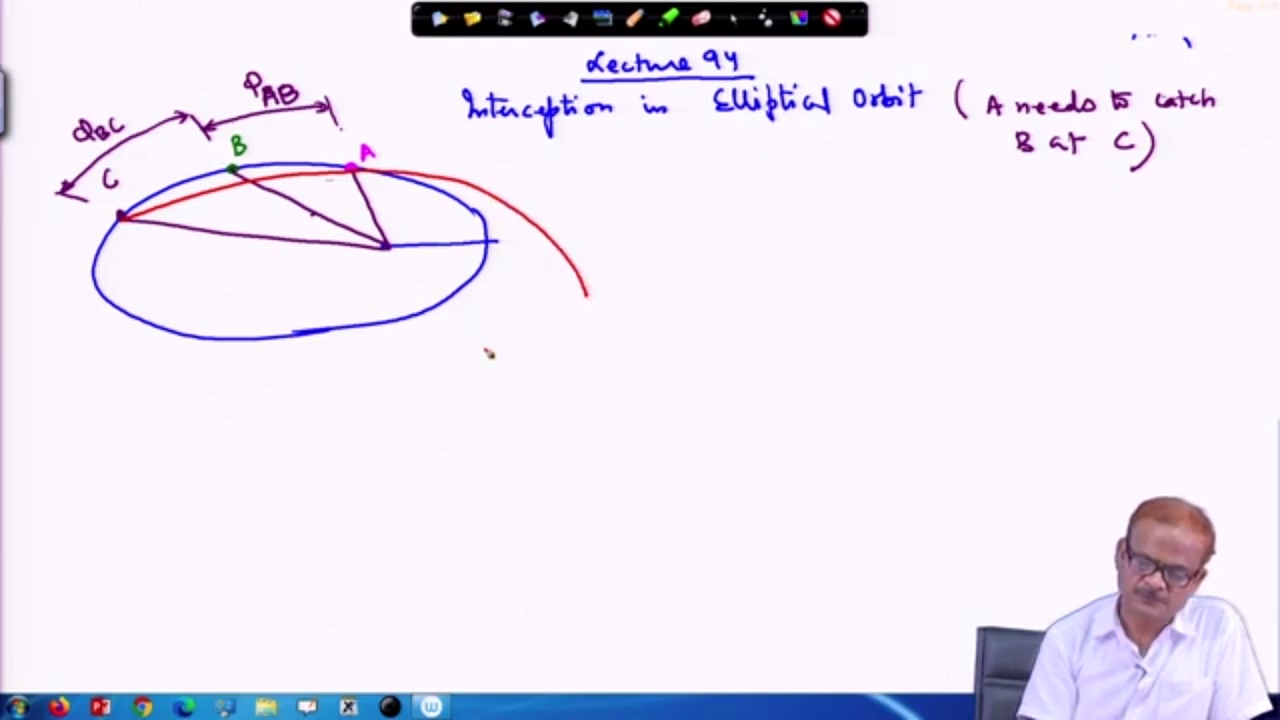 Lecture 94
Interception in Elliptical Orbit ( A needs to catch
B at C )
φAB
φBC
B
A
C